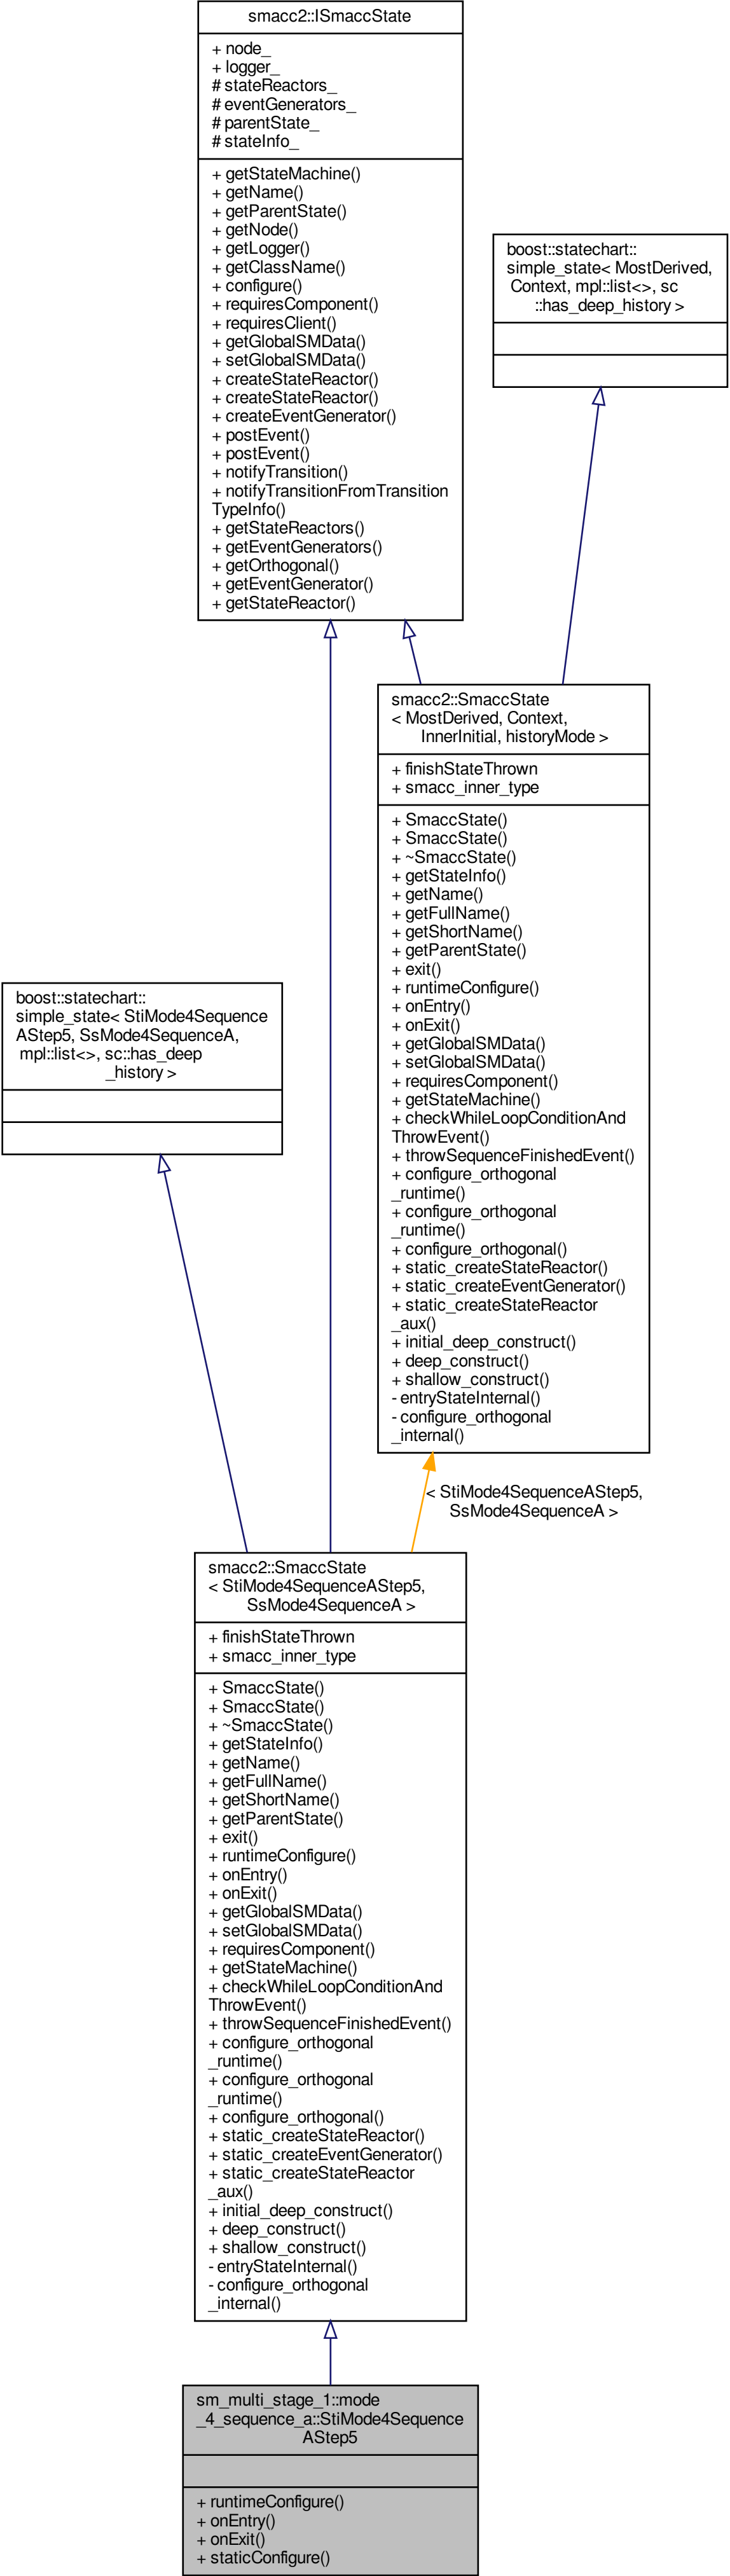 smacc2::ISmaccState
+ node_
+ logger_
# stateReactors_
# eventGenerators_
# parentState_
# stateInfo_
+ getStateMachine()
+ getName()
+ getParentState()
+ getNode()
+ getLogger()
+ getClassName()
+ configure()
+ requiresComponent()
+ requiresClient()
+ getGlobalSMData()
+ setGlobalSMData()
+ createStateReactor()
+ createStateReactor()
+ createEventGenerator()
+ postEvent()
+ postEvent()
+ notifyTransition()
+ notifyTransitionFromTransition
TypeInfo()
+ getStateReactors()
+ getEventGenerators()
+ getOrthogonal()
+ getEventGenerator()
+ getStateReactor()
boost::statechart::
simple_state< MostDerived,
Context, mpl::list<>, sc
::has_deep_history >
smacc2::SmaccState
< MostDerived, Context,
InnerInitial, historyMode >
+ finishStateThrown
+ smacc_inner_type
+ SmaccState()
+ SmaccState()
+ ~SmaccState()
+ getStateInfo()
+ getName()
+ getFullName()
+ getShortName()
+ getParentState()
+ exit()
+ runtimeConfigure()
+ onEntry()
+ onExit()
+ getGlobalSMData()
+ setGlobalSMData()
+ requiresComponent()
+ getStateMachine()
+ checkWhileLoopConditionAnd
ThrowEvent()
+ throwSequenceFinishedEvent()
+ configure_orthogonal
_runtime()
+ configure_orthogonal
_runtime()
+ configure_orthogonal()
+ static_createStateReactor()
+ static_createEventGenerator()
+ static_createStateReactor
_aux()
+ initial_deep_construct()
+ deep_construct()
+ shallow_construct()
- entryStateInternal()
- configure_orthogonal
_internal()
boost::statechart::
simple_state< StiMode4Sequence
AStep5, SsMode4SequenceA,
mpl::list<>, sc::has_deep
_history >
< StiMode4SequenceAStep5,
SsMode4SequenceA >
smacc2::SmaccState
< StiMode4SequenceAStep5,
SsMode4SequenceA >
+ finishStateThrown
+ smacc_inner_type
+ SmaccState()
+ SmaccState()
+ ~SmaccState()
+ getStateInfo()
+ getName()
+ getFullName()
+ getShortName()
+ getParentState()
+ exit()
+ runtimeConfigure()
+ onEntry()
+ onExit()
+ getGlobalSMData()
+ setGlobalSMData()
+ requiresComponent()
+ getStateMachine()
+ checkWhileLoopConditionAnd
ThrowEvent()
+ throwSequenceFinishedEvent()
+ configure_orthogonal
_runtime()
+ configure_orthogonal
_runtime()
+ configure_orthogonal()
+ static_createStateReactor()
+ static_createEventGenerator()
+ static_createStateReactor
_aux()
+ initial_deep_construct()
+ deep_construct()
+ shallow_construct()
- entryStateInternal()
- configure_orthogonal
_internal()
sm_multi_stage_1::mode
_4_sequence_a::StiMode4Sequence
AStep5
+ runtimeConfigure()
+ onEntry()
+ onExit()
+ staticConfigure()